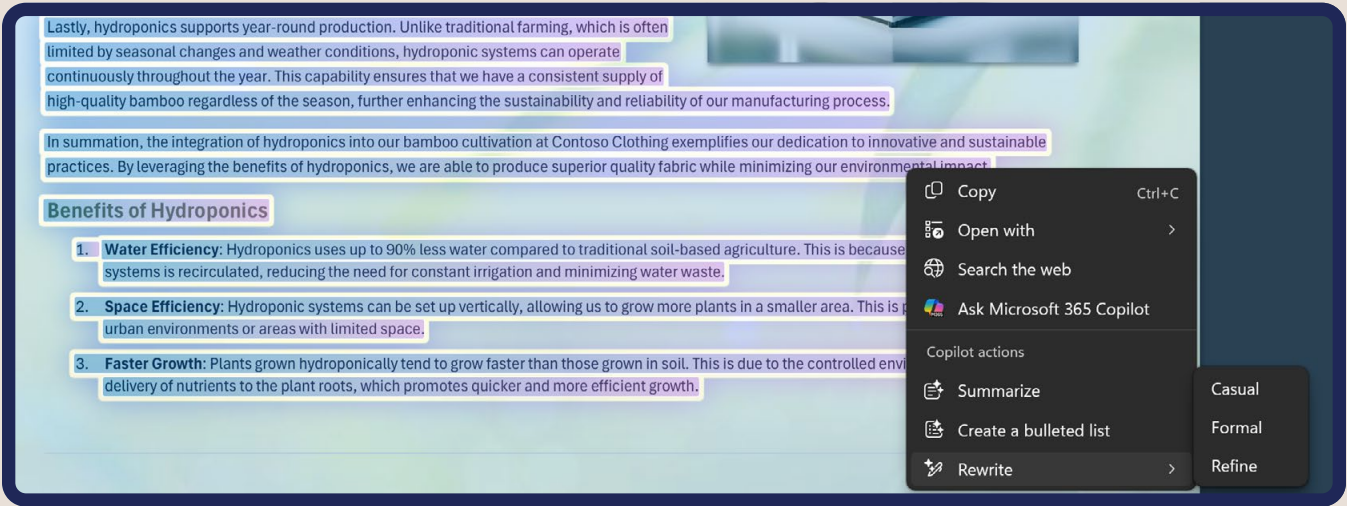 Lastly, hydroponics supports year-round production. Unlike traditional farming, which is often
limited by seasonal changes and weather conditions, hydroponic systems can operate
continuously throughout the year. This capability ensures that we have a consistent supply of
high-quality bamboo regardless of the season, further enhancing the sustainability and reliability of our manufacturing process.
In summation, the integration of hydroponics into our bamboo cultivation at Contoso Clothing exemplifies our dedication to innovative and sustainable
practices. By leveraging the benefits of hydroponics, we are able to produce superior quality fabric while minimizing our environmental impact.
Benefits of Hydroponics
1. Water Efficiency: Hydroponics uses up to 90% less water compared to traditional soil-based agriculture. This is because
systems is recirculated, reducing the need for constant irrigation and minimizing water waste.
2. Space Efficiency: Hydroponic systems can be set up vertically, allowing us to grow more plants in a smaller area. This is
urban environments or areas with limited space.
3. Faster Growth: Plants grown hydroponically tend to grow faster than those grown in soil. This is due to the controlled
delivery of nutrients to the plant roots, which promotes quicker and more efficient growth.
Copy Ctrl+C
Open with
Search the web
Ask Microsoft 365 Copilot
Copilot actions
Summarize
Create a bulleted list
Rewrite
Casual
Formal
Refine